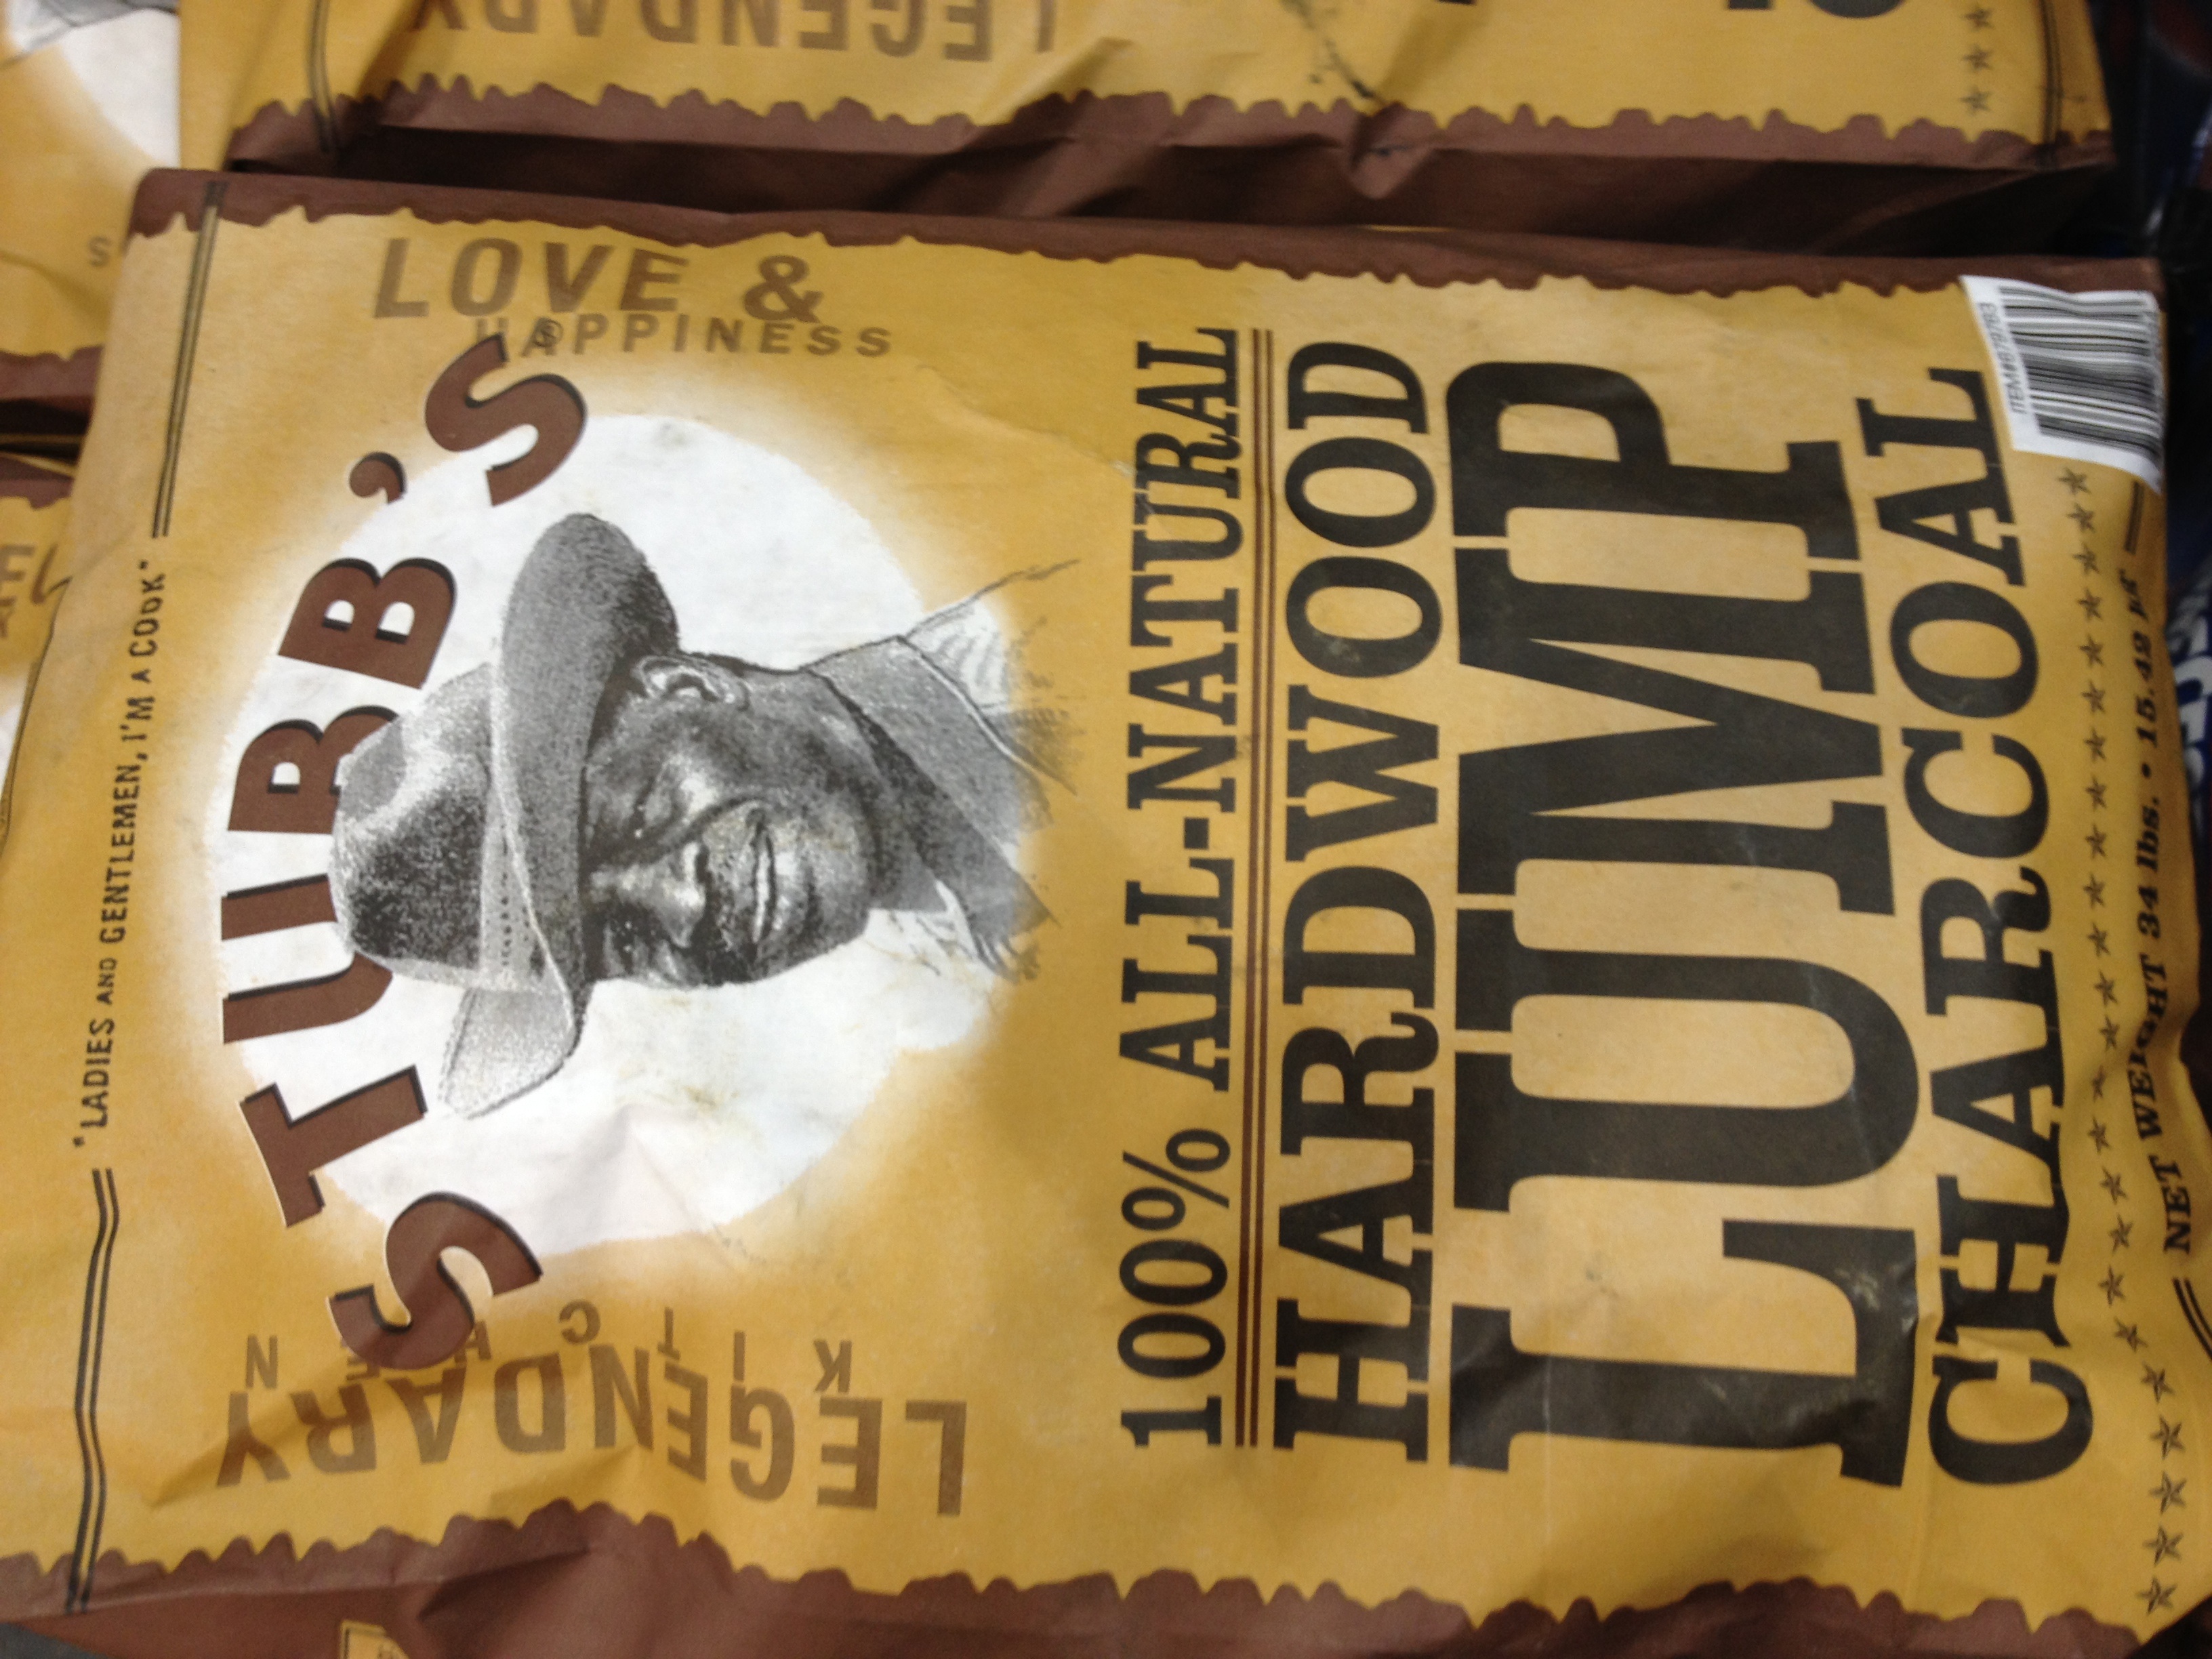 "LADIES AND GENTLEMEN, I'M A COOK"
STUBB'S®
LEGENDARY
KITCHEN
LOVE &
HAPPINESS
100% ALL-NATURAL
HARDWOOD
LUMP
CHARCOAL
NET WEIGHT 34 lbs. • 15.42 kg
LEGENDARY